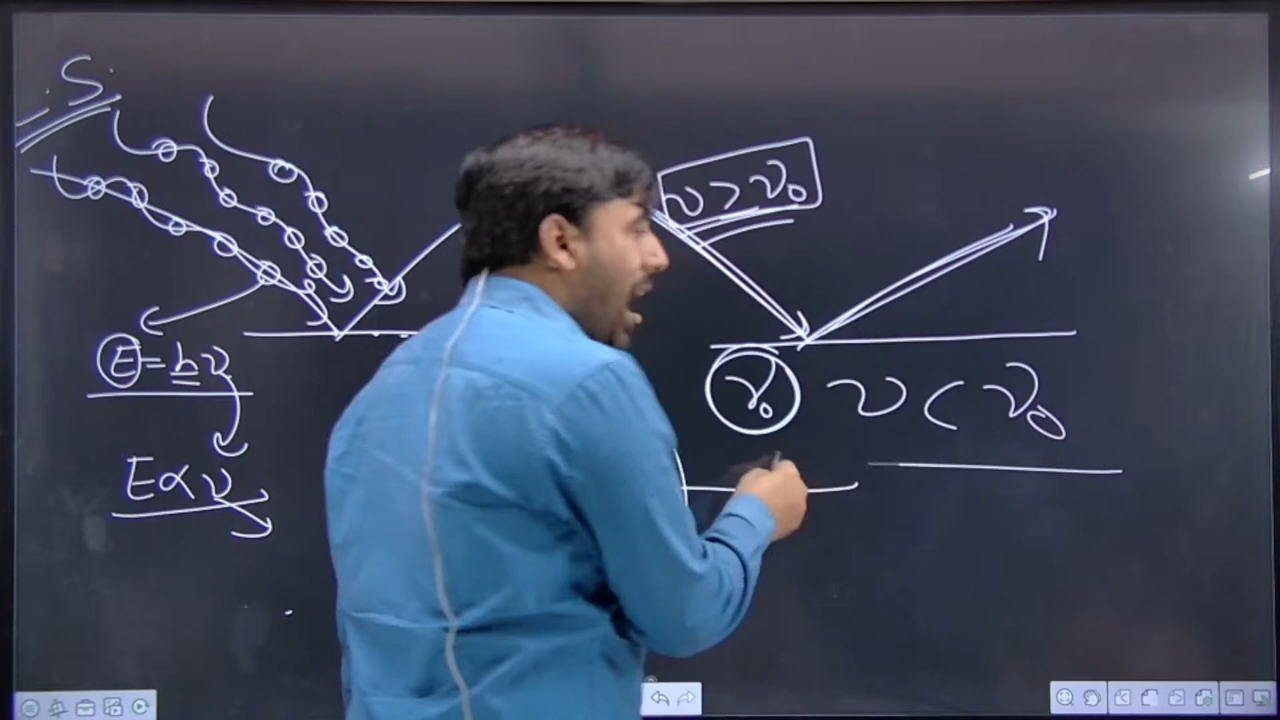 .S.
ν > ν₀
E = hν
ν₀ ν < ν₀
E ∝ ν